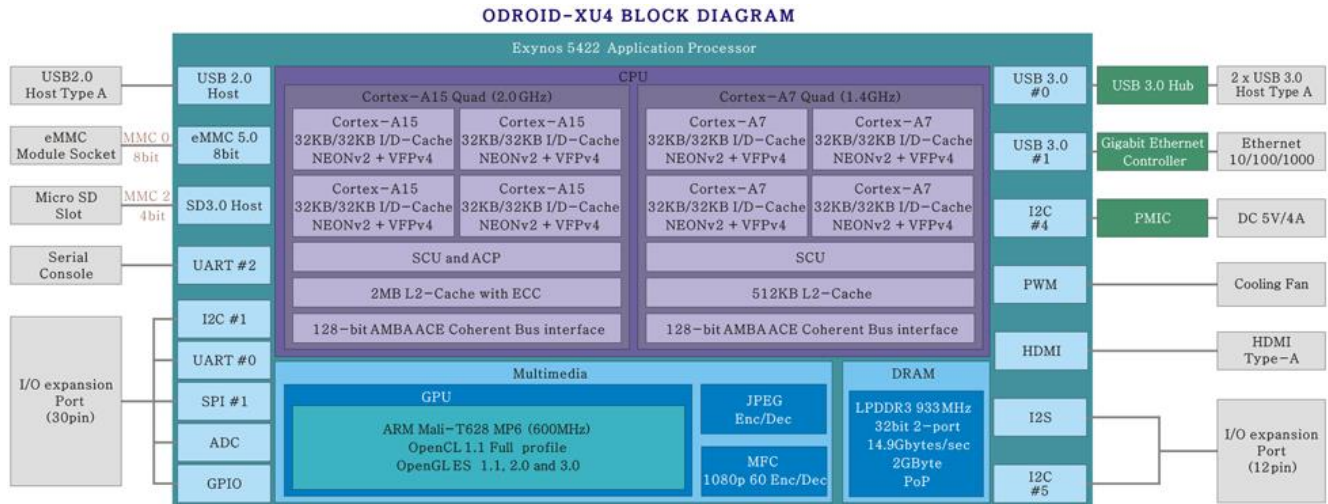 ODROID-XU4 BLOCK DIAGRAM
Exynos 5422 Application Processor
USB2.0
Host Type A
eMMC
Module Socket
Micro SD
Slot
Serial
Console
I/O expansion
Port
(30pin)
MMC 0
8bit
MMC 2
4bit
USB 2.0
Host
eMMC 5.0
8bit
SD3.0 Host
UART #2
I2C #1
UART #0
SPI #1
ADC
GPIO
CPU
Cortex-A15 Quad (2.0GHz)
Cortex-A15
32KB/32KB I/D-Cache
NEONv2 + VFPv4
Cortex-A15
32KB/32KB I/D-Cache
NEONv2 + VFPv4
Cortex-A15
32KB/32KB I/D-Cache
NEONv2 + VFPv4
Cortex-A15
32KB/32KB I/D-Cache
NEONv2 + VFPv4
SCU and ACP
2MB L2-Cache with ECC
128-bit AMBA ACE Coherent Bus interface
Cortex-A7 Quad (1.4GHz)
Cortex-A7
32KB/32KB I/D-Cache
NEONv2 + VFPv4
Cortex-A7
32KB/32KB I/D-Cache
NEONv2 + VFPv4
Cortex-A7
32KB/32KB I/D-Cache
NEONv2 + VFPv4
Cortex-A7
32KB/32KB I/D-Cache
NEONv2 + VFPv4
SCU
512KB L2-Cache
128-bit AMBA ACE Coherent Bus interface
Multimedia
GPU
ARM Mali-T628 MP6 (600MHz)
OpenCL 1.1 Full profile
OpenGL ES 1.1, 2.0 and 3.0
JPEG
Enc/Dec
MFC
1080p 60 Enc/Dec
DRAM
LPDDR3 933MHz
32bit 2-port
14.9Gbytes/sec
2GByte
PoP
USB 3.0
#0
USB 3.0
#1
I2C
#4
PWM
HDMI
I2S
I2C
#5
USB 3.0 Hub
Gigabit Ethernet
Controller
PMIC
2 x USB 3.0
Host Type A
Ethernet
10/100/1000
DC 5V/4A
Cooling Fan
HDMI
Type-A
I/O expansion
Port
(12pin)